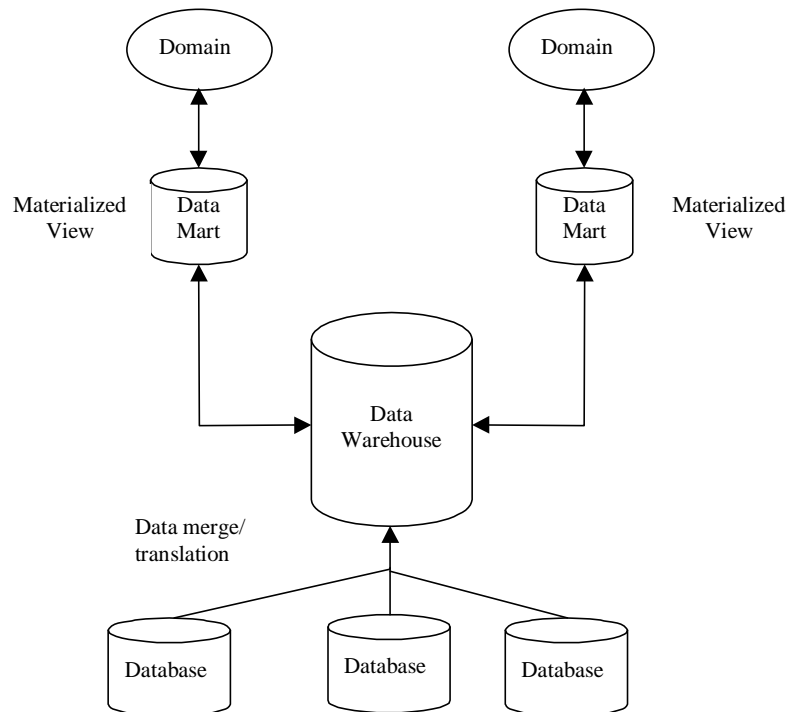 Domain
Domain
Materialized
View
Data
Mart
Data
Mart
Materialized
View
Data
Warehouse
Data merge/
translation
Database
Database
Database